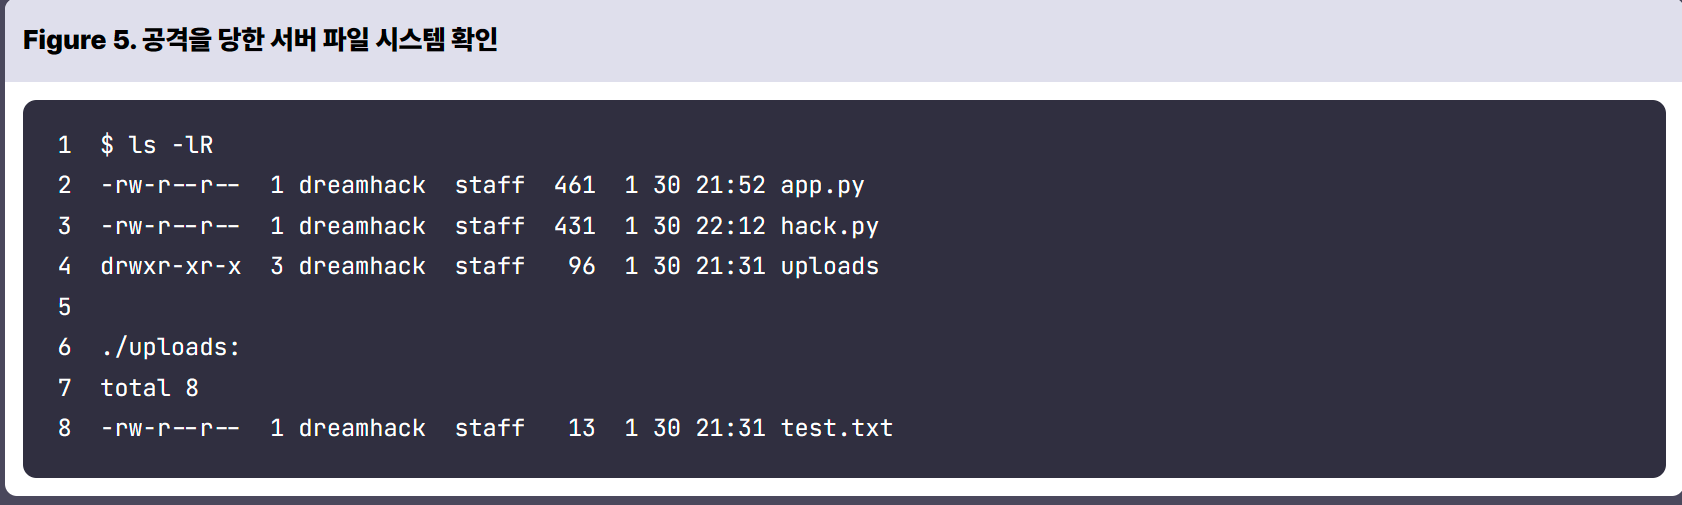 Figure 5. 공격을 당한 서버 파일 시스템 확인
1 $ ls -lR
2 -rw-r--r--  1 dreamhack  staff  461  1 30 21:52 app.py
3 -rw-r--r--  1 dreamhack  staff  431  1 30 22:12 hack.py
4 drwxr-xr-x  3 dreamhack  staff   96  1 30 21:31 uploads
5
6 ./uploads:
7 total 8
8 -rw-r--r--  1 dreamhack  staff   13  1 30 21:31 test.txt